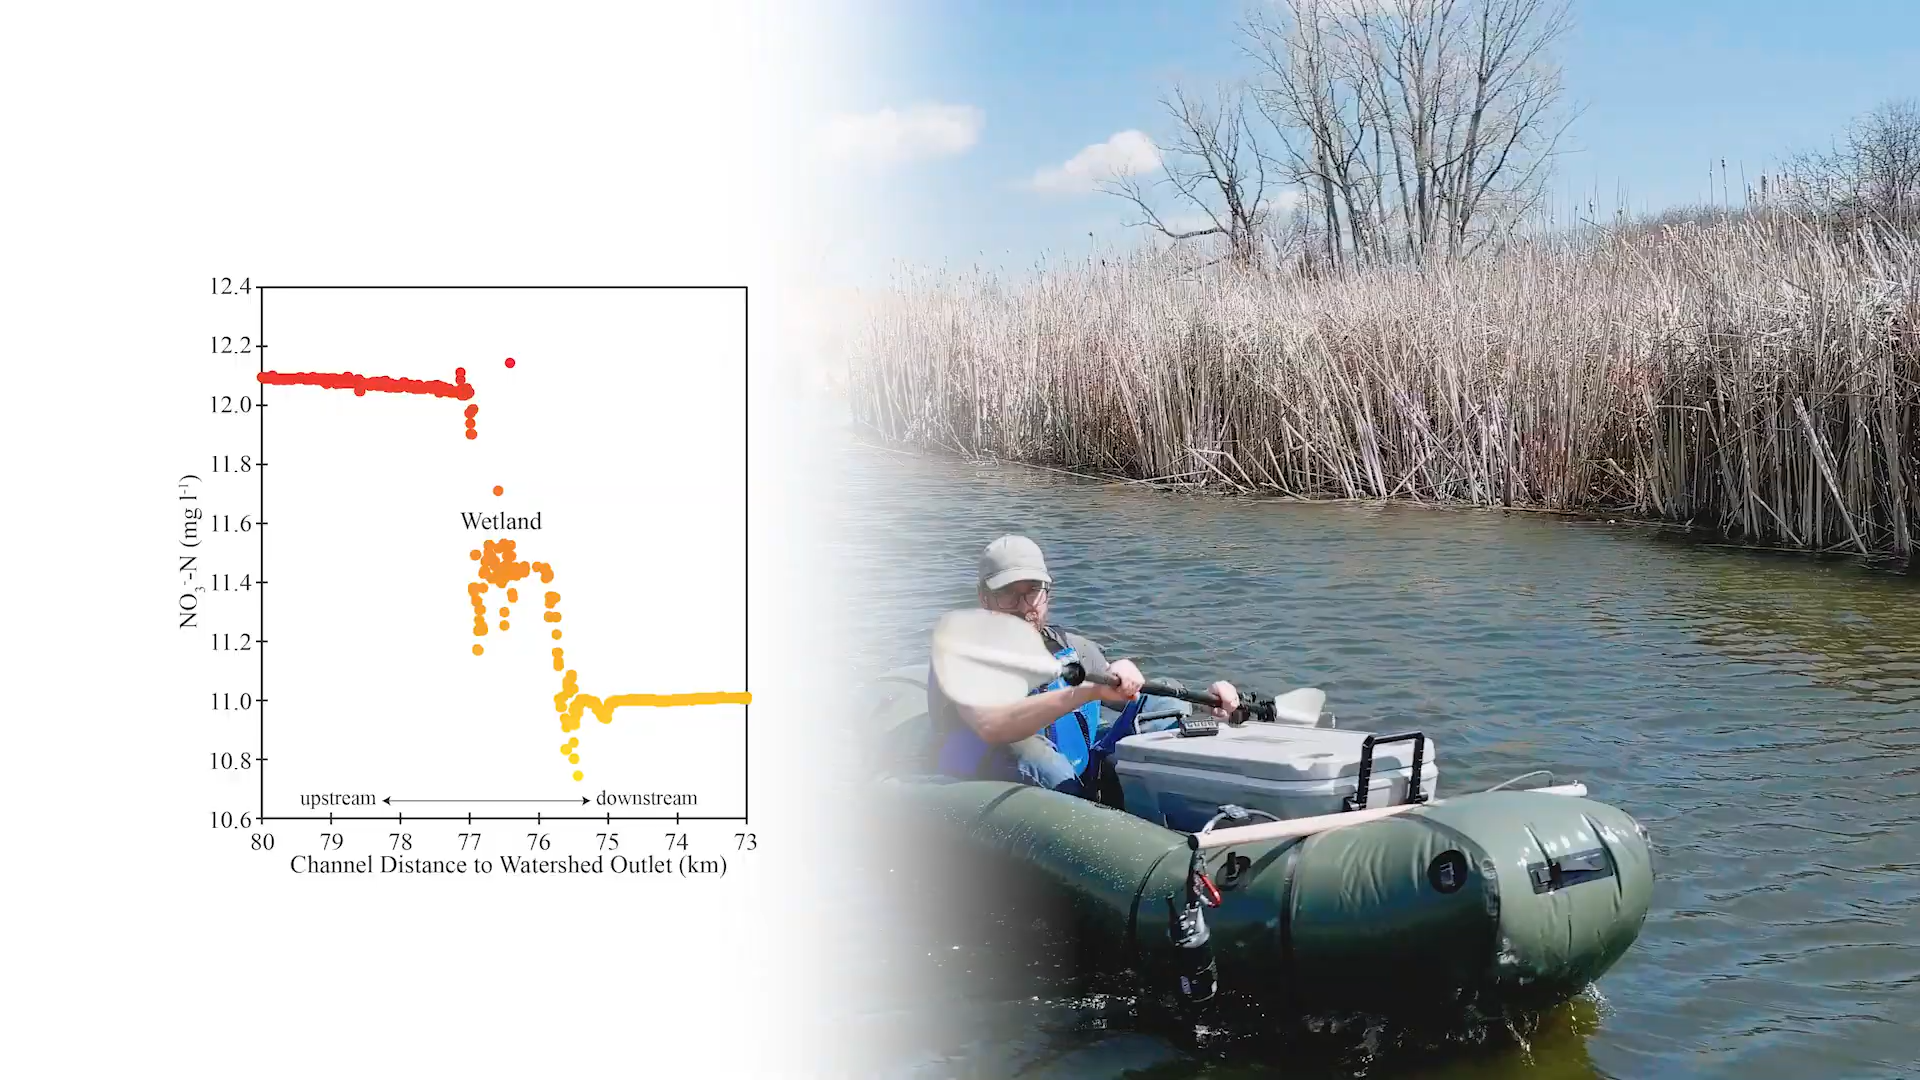 12.4
12.2
12.0
11.8
11.6
11.4
11.2
11.0
10.8
10.6
NO₃⁻-N (mg l⁻¹)
Wetland
upstream
downstream
80 79 78 77 76 75 74 73
Channel Distance to Watershed Outlet (km)